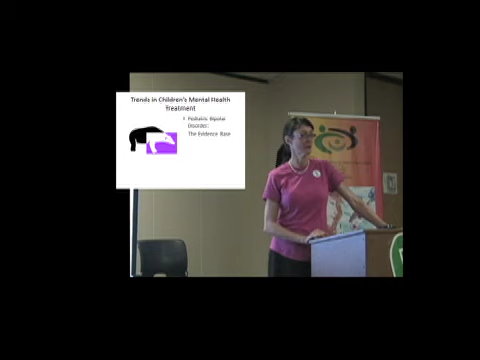 Trends in Children's Mental Health
Treatment
Pediatric Bipolar
Disorder:
The Evidence Base